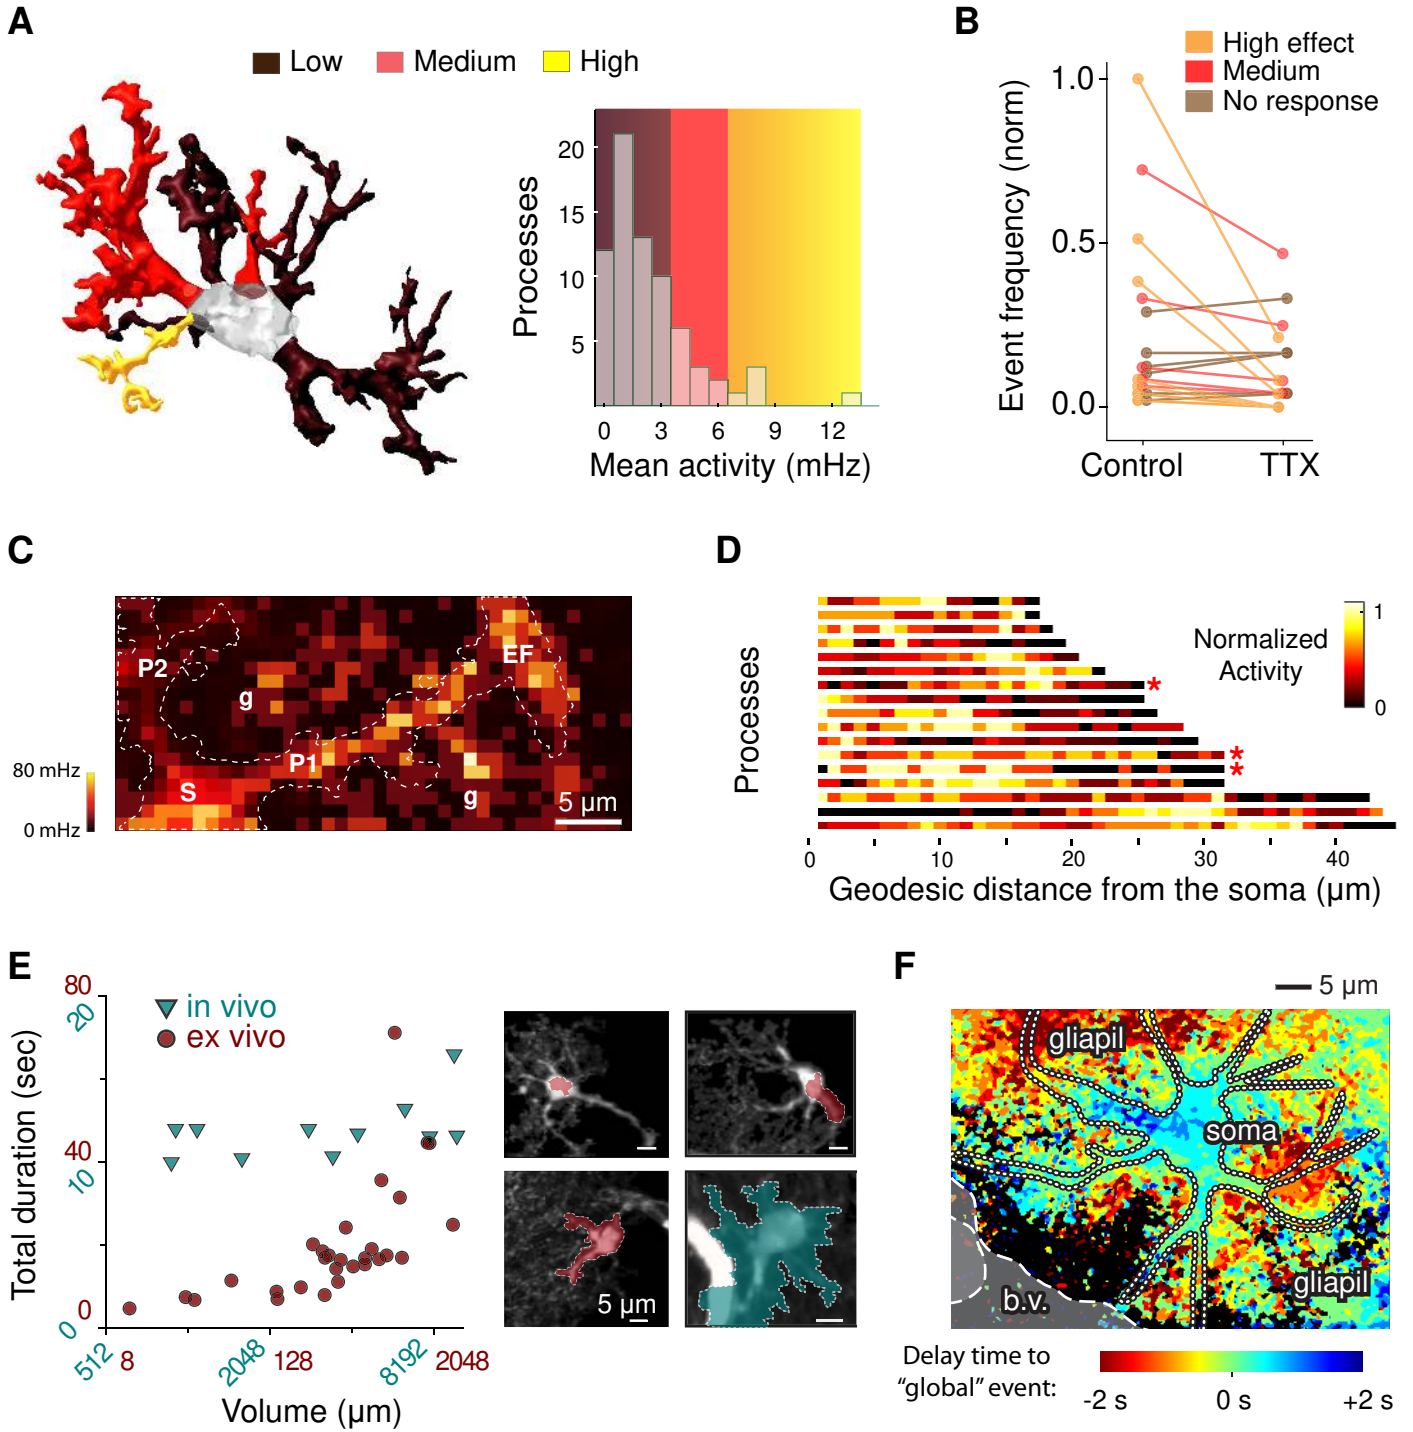 A
Low Medium High
Processes
20
15
10
5
0 3 6 9 12
Mean activity (mHz)
B
High effect
Medium
No response
Event frequency (norm)
1.0
0.5
0.0
Control TTX
C
P2
g
EF
P1
S
g
5 µm
80 mHz
0 mHz
D
Processes
Normalized
Activity
1
0
*
*
*
0 10 20 30 40
Geodesic distance from the soma (µm)
E
Total duration (sec)
80
20
40
10
0
0
in vivo
ex vivo
512 8 2048 128 8192 2048
Volume (µm)
5 µm
F
5 µm
gliapil
soma
gliapil
b.v.
Delay time to
“global” event:
-2 s 0 s +2 s